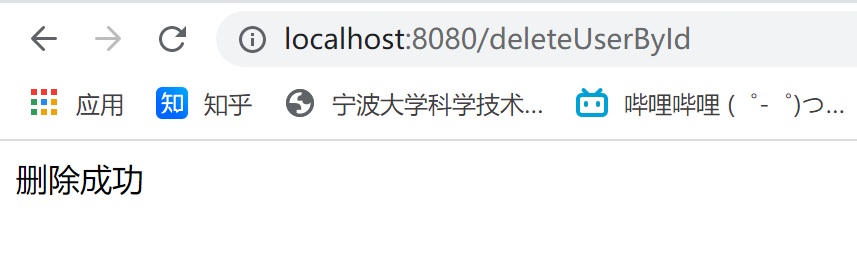 localhost:8080/deleteUserById
应用 知 知乎 宁波大学科学技术... 哔哩哔哩 (゜-゜)つ...
删除成功